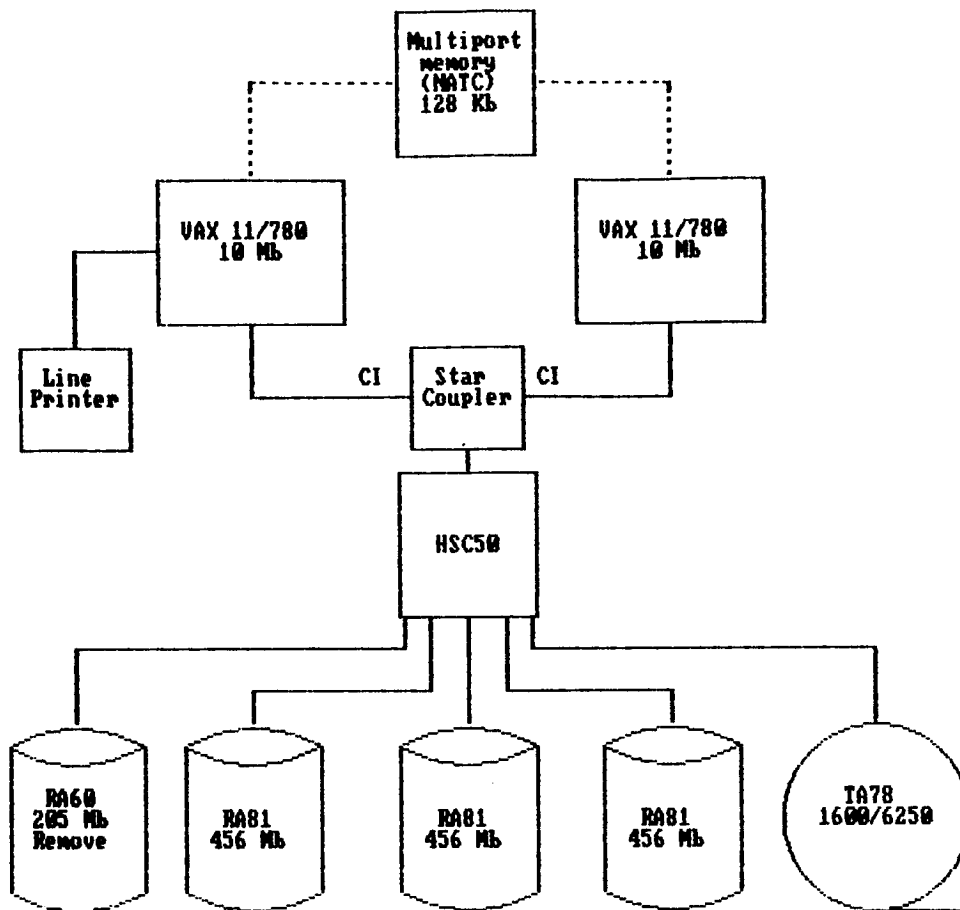 Multiport
memory
(MATC)
128 Kb
VAX 11/780
10 Mb
VAX 11/780
10 Mb
Line
Printer
CI
Star
Coupler
CI
HSC50
RA60
205 Mb
Remove
RA81
456 Mb
RA81
456 Mb
RA81
456 Mb
TA78
1600/6250